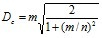 D_e = m√(2/(1+(m/n)²))